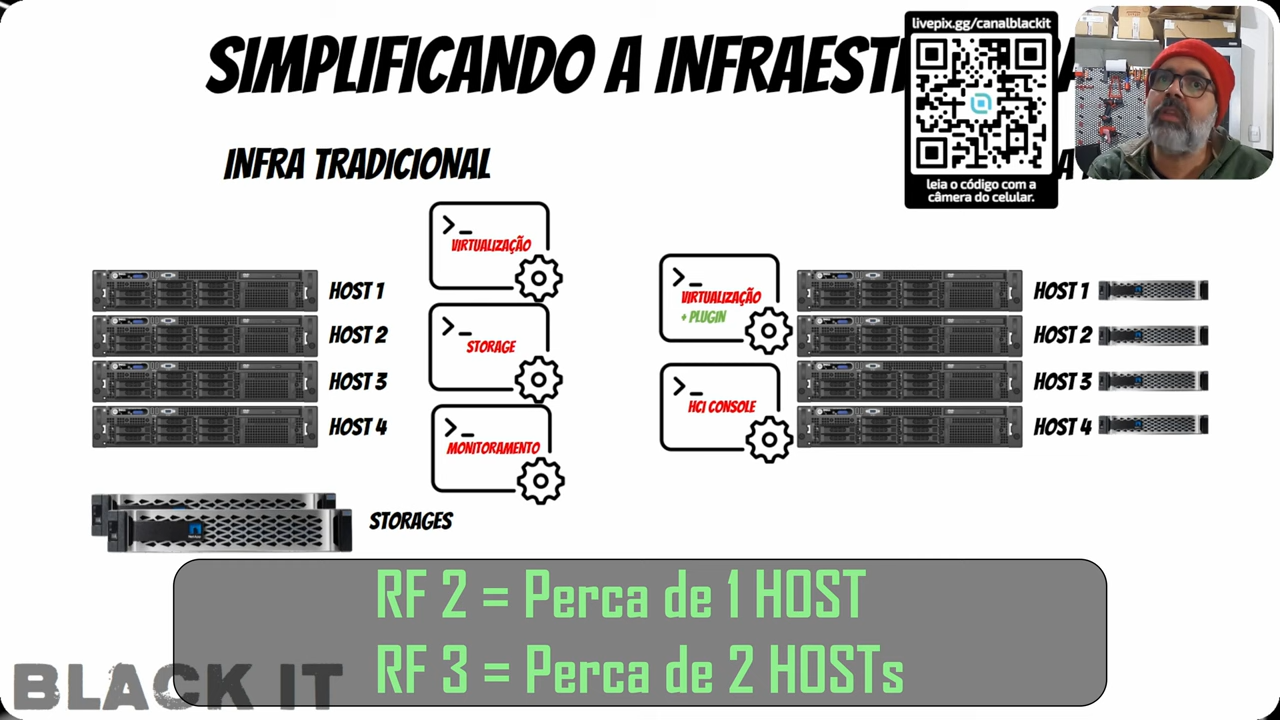 livepix.gg/canalblackit
leia o código com a
câmera do celular.
SIMPLIFICANDO A
INFRA TRADICIONAL
VIRTUALIZAÇÃO
STORAGE
MONITORAMENTO
HOST 1
HOST 2
HOST 3
HOST 4
STORAGES
VIRTUALIZAÇÃO
+ PLUGIN
HCI CONSOLE
HOST 1
HOST 2
HOST 3
HOST 4
RF 2 = Perca de 1 HOST
RF 3 = Perca de 2 HOSTs
BLACK IT